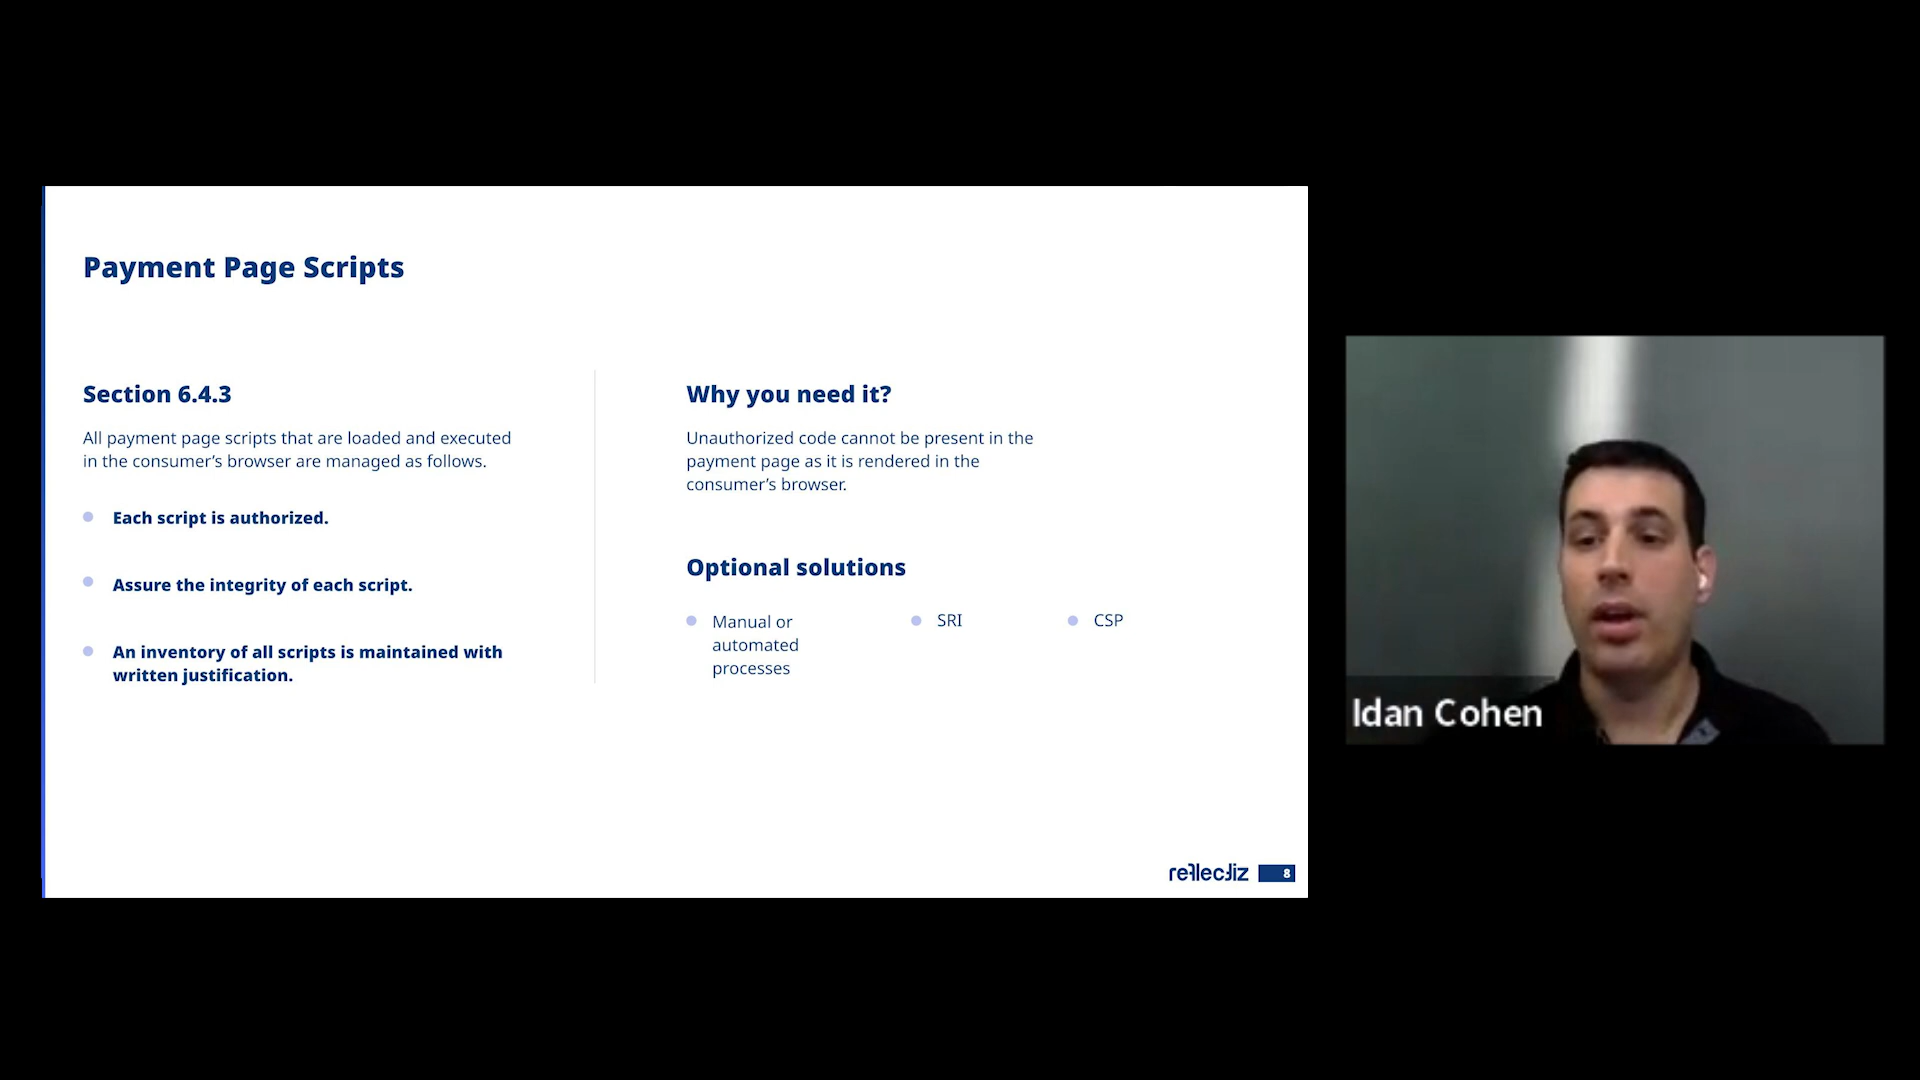 Payment Page Scripts
Section 6.4.3
All payment page scripts that are loaded and executed
in the consumer’s browser are managed as follows.
Each script is authorized.
Assure the integrity of each script.
An inventory of all scripts is maintained with
written justification.
Why you need it?
Unauthorized code cannot be present in the
payment page as it is rendered in the
consumer’s browser.
Optional solutions
Manual or
automated
processes
SRI
CSP
reflectiz
8
Idan Cohen